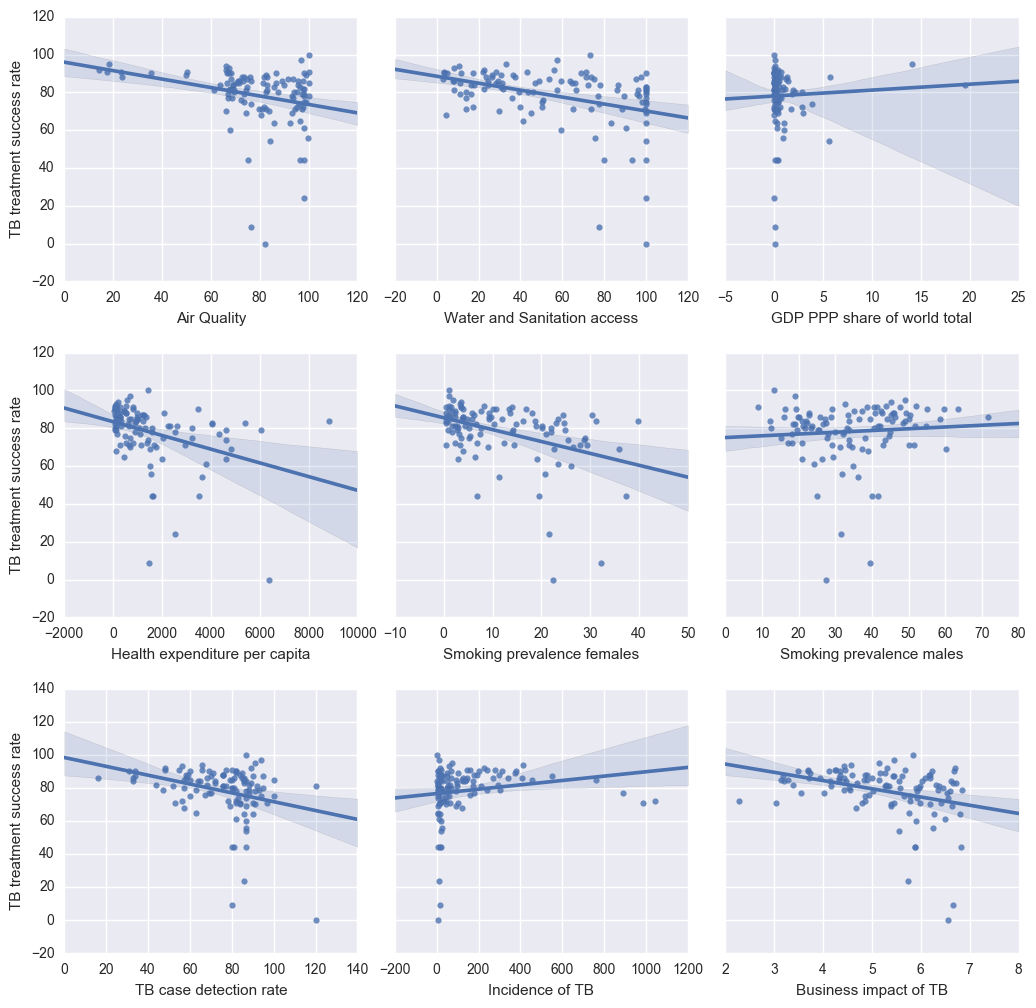 120
100
80
60
40
20
0
−20
TB treatment success rate
0 20 40 60 80 100 120
Air Quality
−20 0 20 40 60 80 100 120
Water and Sanitation access
−5 0 5 10 15 20 25
GDP PPP share of world total
120
100
80
60
40
20
0
−20
TB treatment success rate
−2000 0 2000 4000 6000 8000 10000
Health expenditure per capita
−10 0 10 20 30 40 50
Smoking prevalence females
0 10 20 30 40 50 60 70 80
Smoking prevalence males
140
120
100
80
60
40
20
0
−20
TB treatment success rate
0 20 40 60 80 100 120 140
TB case detection rate
−200 0 200 400 600 800 1000 1200
Incidence of TB
2 3 4 5 6 7 8
Business impact of TB